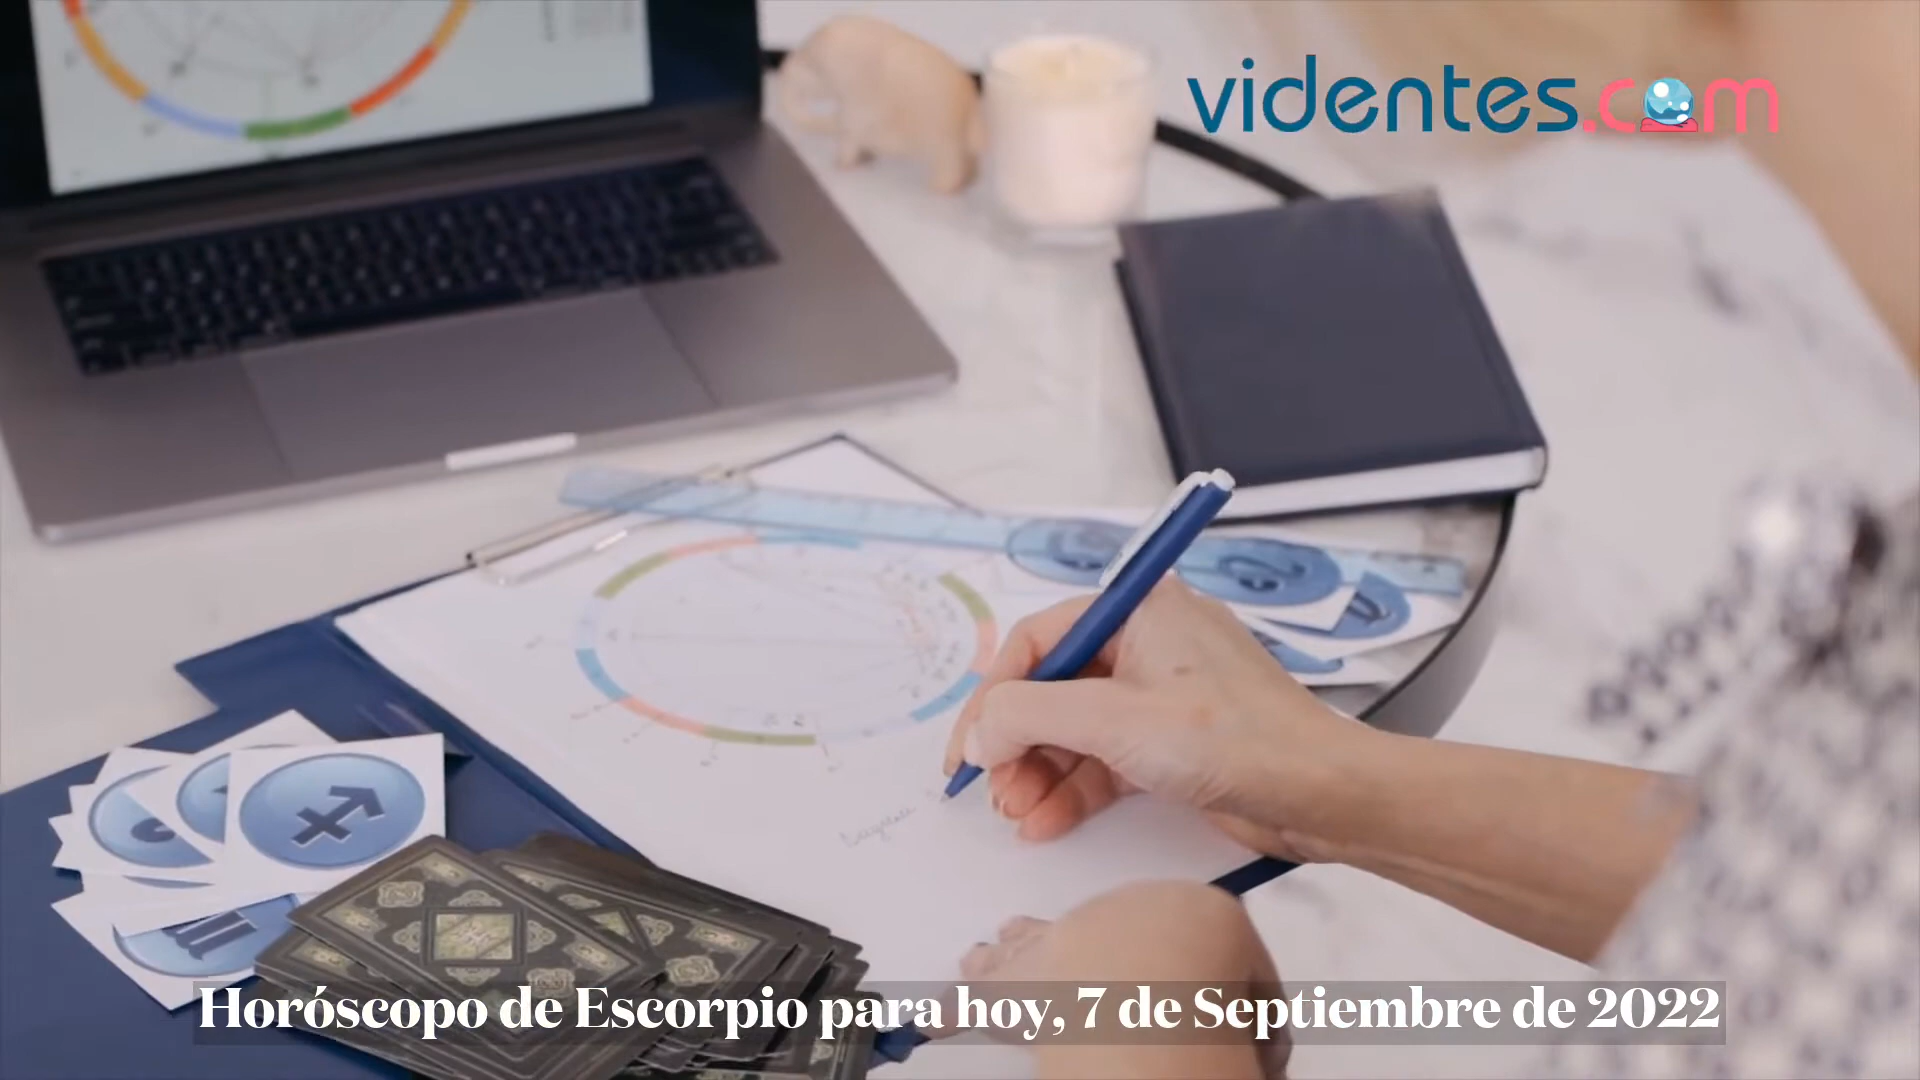 videntes.com
Horóscopo de Escorpio para hoy, 7 de Septiembre de 2022